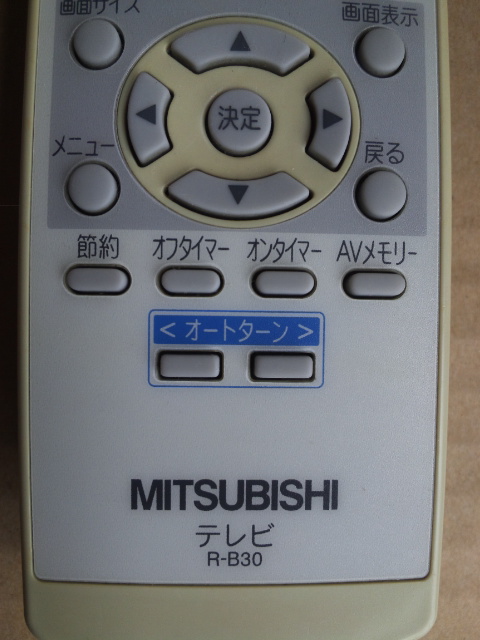 画面サイズ
画面表示
決定
メニュー
戻る
節約 オフタイマー オンタイマー AVメモリー
< オートターン >
MITSUBISHI
テレビ
R-B30